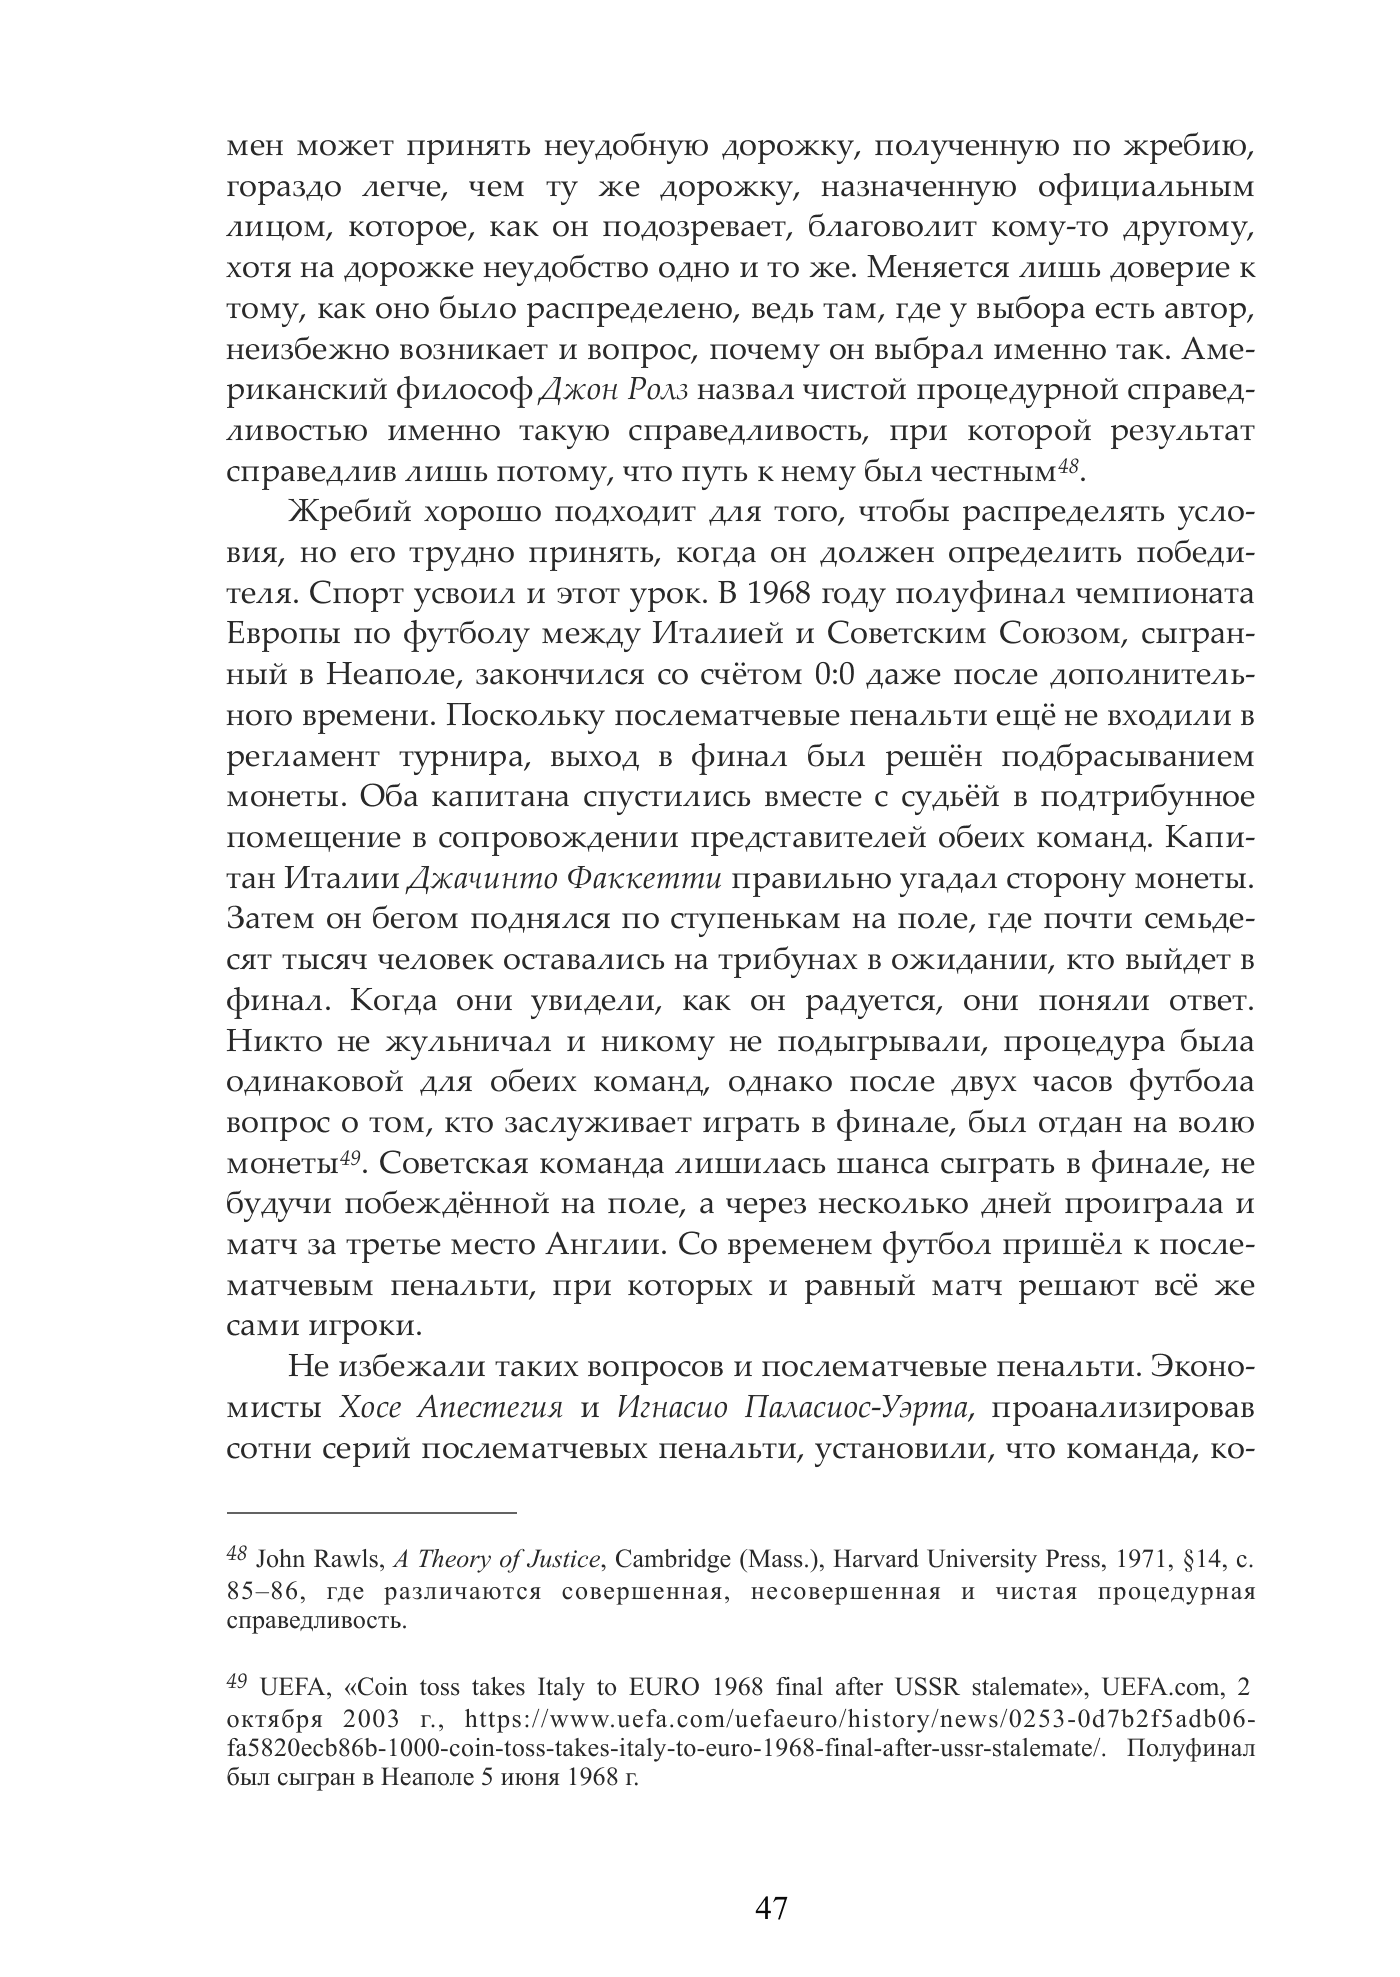 мен может принять неудобную дорожку, полученную по жребию,
гораздо легче, чем ту же дорожку, назначенную официальным
лицом, которое, как он подозревает, благоволит кому-то другому,
хотя на дорожке неудобство одно и то же. Меняется лишь доверие к
тому, как оно было распределено, ведь там, где у выбора есть автор,
неизбежно возникает и вопрос, почему он выбрал именно так. Аме-
риканский философ Джон Ролз назвал чистой процедурной справед-
ливостью именно такую справедливость, при которой результат
справедлив лишь потому, что путь к нему был честным48.
Жребий хорошо подходит для того, чтобы распределять усло-
вия, но его трудно принять, когда он должен определить победи-
теля. Спорт усвоил и этот урок. В 1968 году полуфинал чемпионата
Европы по футболу между Италией и Советским Союзом, сыгран-
ный в Неаполе, закончился со счётом 0:0 даже после дополнитель-
ного времени. Поскольку послематчевые пенальти ещё не входили в
регламент турнира, выход в финал был решён подбрасыванием
монеты. Оба капитана спустились вместе с судьёй в подтрибунное
помещение в сопровождении представителей обеих команд. Капи-
тан Италии Джачинто Факкетти правильно угадал сторону монеты.
Затем он бегом поднялся по ступенькам на поле, где почти семьде-
сят тысяч человек оставались на трибунах в ожидании, кто выйдет в
финал. Когда они увидели, как он радуется, они поняли ответ.
Никто не жульничал и никому не подыгрывали, процедура была
одинаковой для обеих команд, однако после двух часов футбола
вопрос о том, кто заслуживает играть в финале, был отдан на волю
монеты49. Советская команда лишилась шанса сыграть в финале, не
будучи побеждённой на поле, а через несколько дней проиграла и
матч за третье место Англии. Со временем футбол пришёл к после-
матчевым пенальти, при которых и равный матч решают всё же
сами игроки.
Не избежали таких вопросов и послематчевые пенальти. Эконо-
мисты Хосе Апестегия и Игнасио Паласиос-Уэрта, проанализировав
сотни серий послематчевых пенальти, установили, что команда, ко-
48 John Rawls, A Theory of Justice, Cambridge (Mass.), Harvard University Press, 1971, §14, с.
85–86, где различаются совершенная, несовершенная и чистая процедурная
справедливость.
49 UEFA, «Coin toss takes Italy to EURO 1968 final after USSR stalemate», UEFA.com, 2
октября 2003 г., https://www.uefa.com/uefaeuro/history/news/0253-0d7b2f5adb06-
fa5820ecb86b-1000-coin-toss-takes-italy-to-euro-1968-final-after-ussr-stalemate/. Полуфинал
был сыгран в Неаполе 5 июня 1968 г.
47